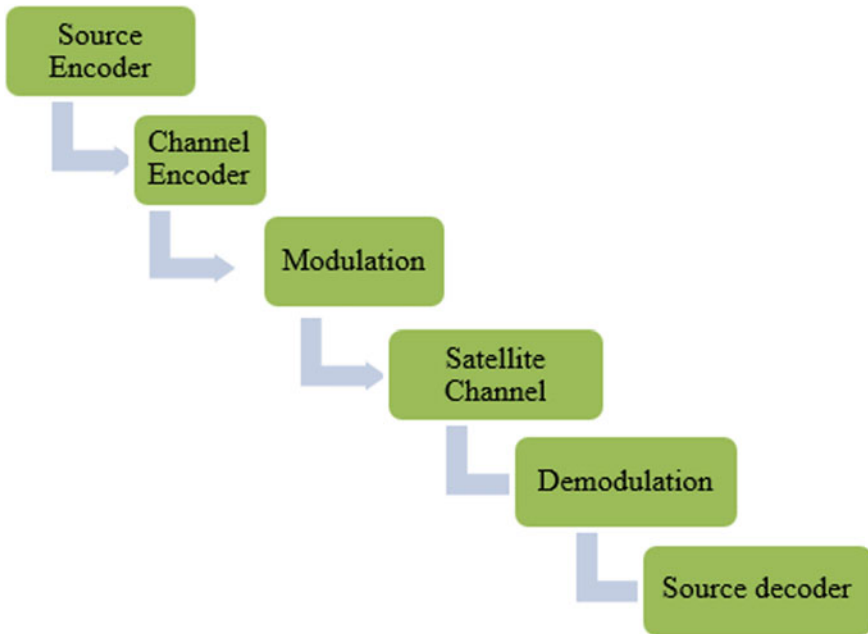 Source
Encoder
Channel
Encoder
Modulation
Satellite
Channel
Demodulation
Source decoder